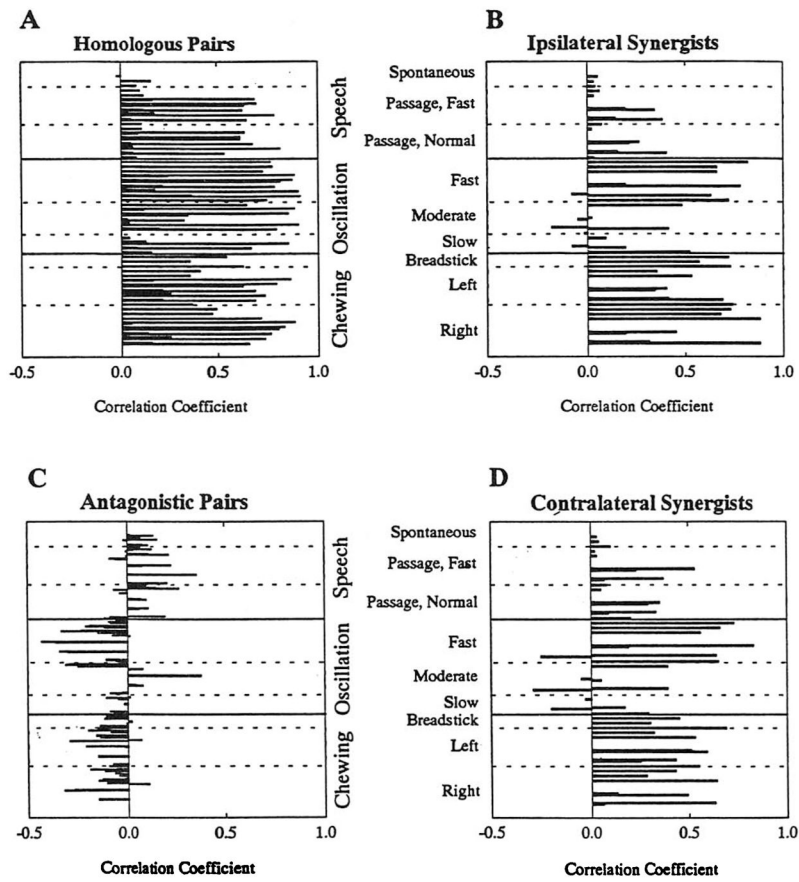 A
Homologous Pairs
Speech
Oscillation
Chewing
-0.5 0.0 0.5 1.0
Correlation Coefficient
B
Ipsilateral Synergists
Spontaneous
Passage, Fast
Passage, Normal
Fast
Moderate
Slow
Breadstick
Left
Right
-0.5 0.0 0.5 1.0
Correlation Coefficient
C
Antagonistic Pairs
Speech
Oscillation
Chewing
-0.5 0.0 0.5 1.0
Correlation Coefficient
D
Contralateral Synergists
Spontaneous
Passage, Fast
Passage, Normal
Fast
Moderate
Slow
Breadstick
Left
Right
-0.5 0.0 0.5 1.0
Correlation Coefficient